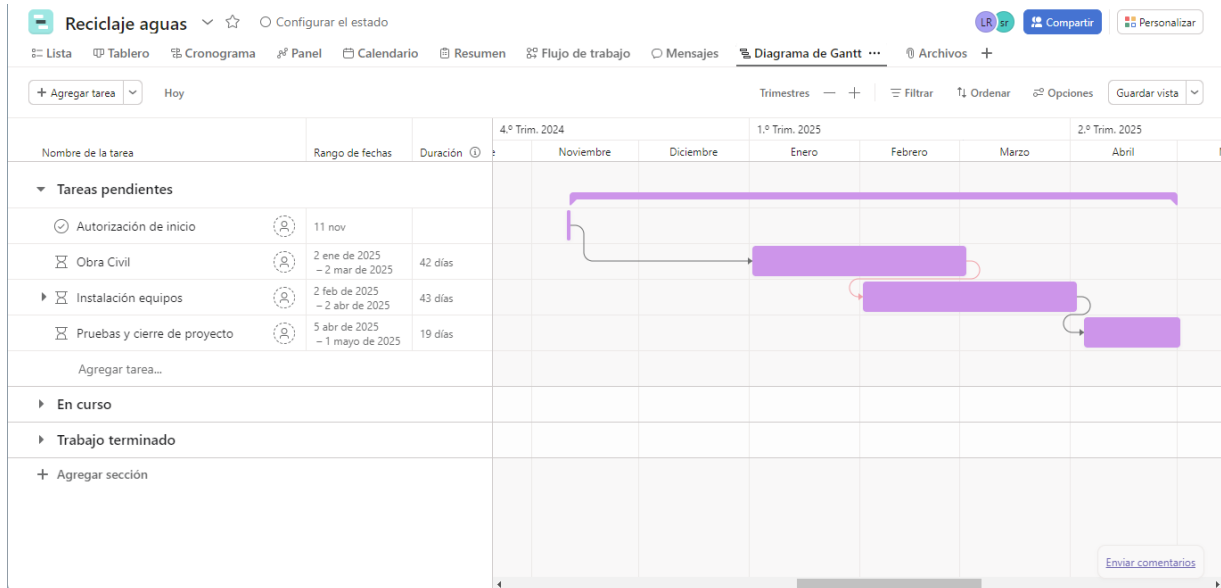 Reciclaje aguas
Configurar el estado
LR
sr
Compartir
Personalizar
Lista
Tablero
Cronograma
Panel
Calendario
Resumen
Flujo de trabajo
Mensajes
Diagrama de Gantt
Archivos
+ Agregar tarea
Hoy
Trimestres
Filtrar
Ordenar
Opciones
Guardar vista
4.º Trim. 2024
1.º Trim. 2025
2.º Trim. 2025
Nombre de la tarea
Rango de fechas
Duración
Noviembre
Diciembre
Enero
Febrero
Marzo
Abril
Tareas pendientes
Autorización de inicio
11 nov
Obra Civil
2 ene de 2025
– 2 mar de 2025
42 días
Instalación equipos
2 feb de 2025
– 2 abr de 2025
43 días
Pruebas y cierre de proyecto
5 abr de 2025
– 1 mayo de 2025
19 días
Agregar tarea...
En curso
Trabajo terminado
+ Agregar sección
Enviar comentarios